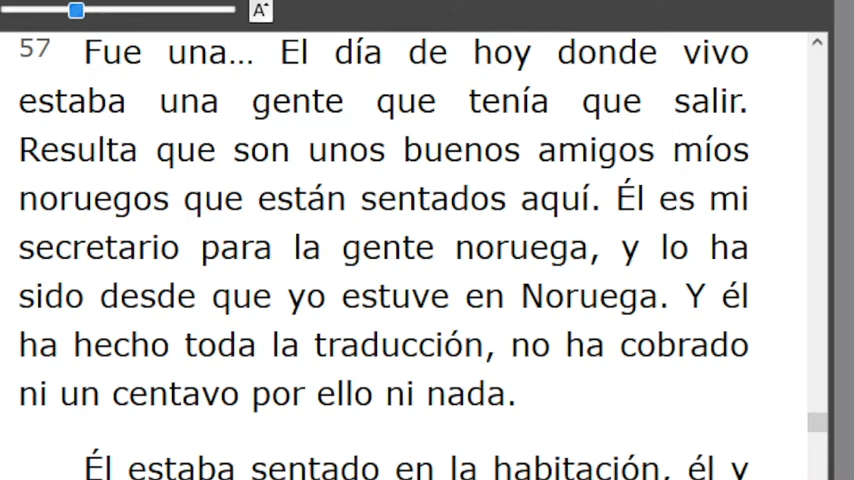 A
57 Fue una... El día de hoy donde vivo
estaba una gente que tenía que salir.
Resulta que son unos buenos amigos míos
noruegos que están sentados aquí. Él es mi
secretario para la gente noruega, y lo ha
sido desde que yo estuve en Noruega. Y él
ha hecho toda la traducción, no ha cobrado
ni un centavo por ello ni nada.
Él estaba sentado en la habitación, él y